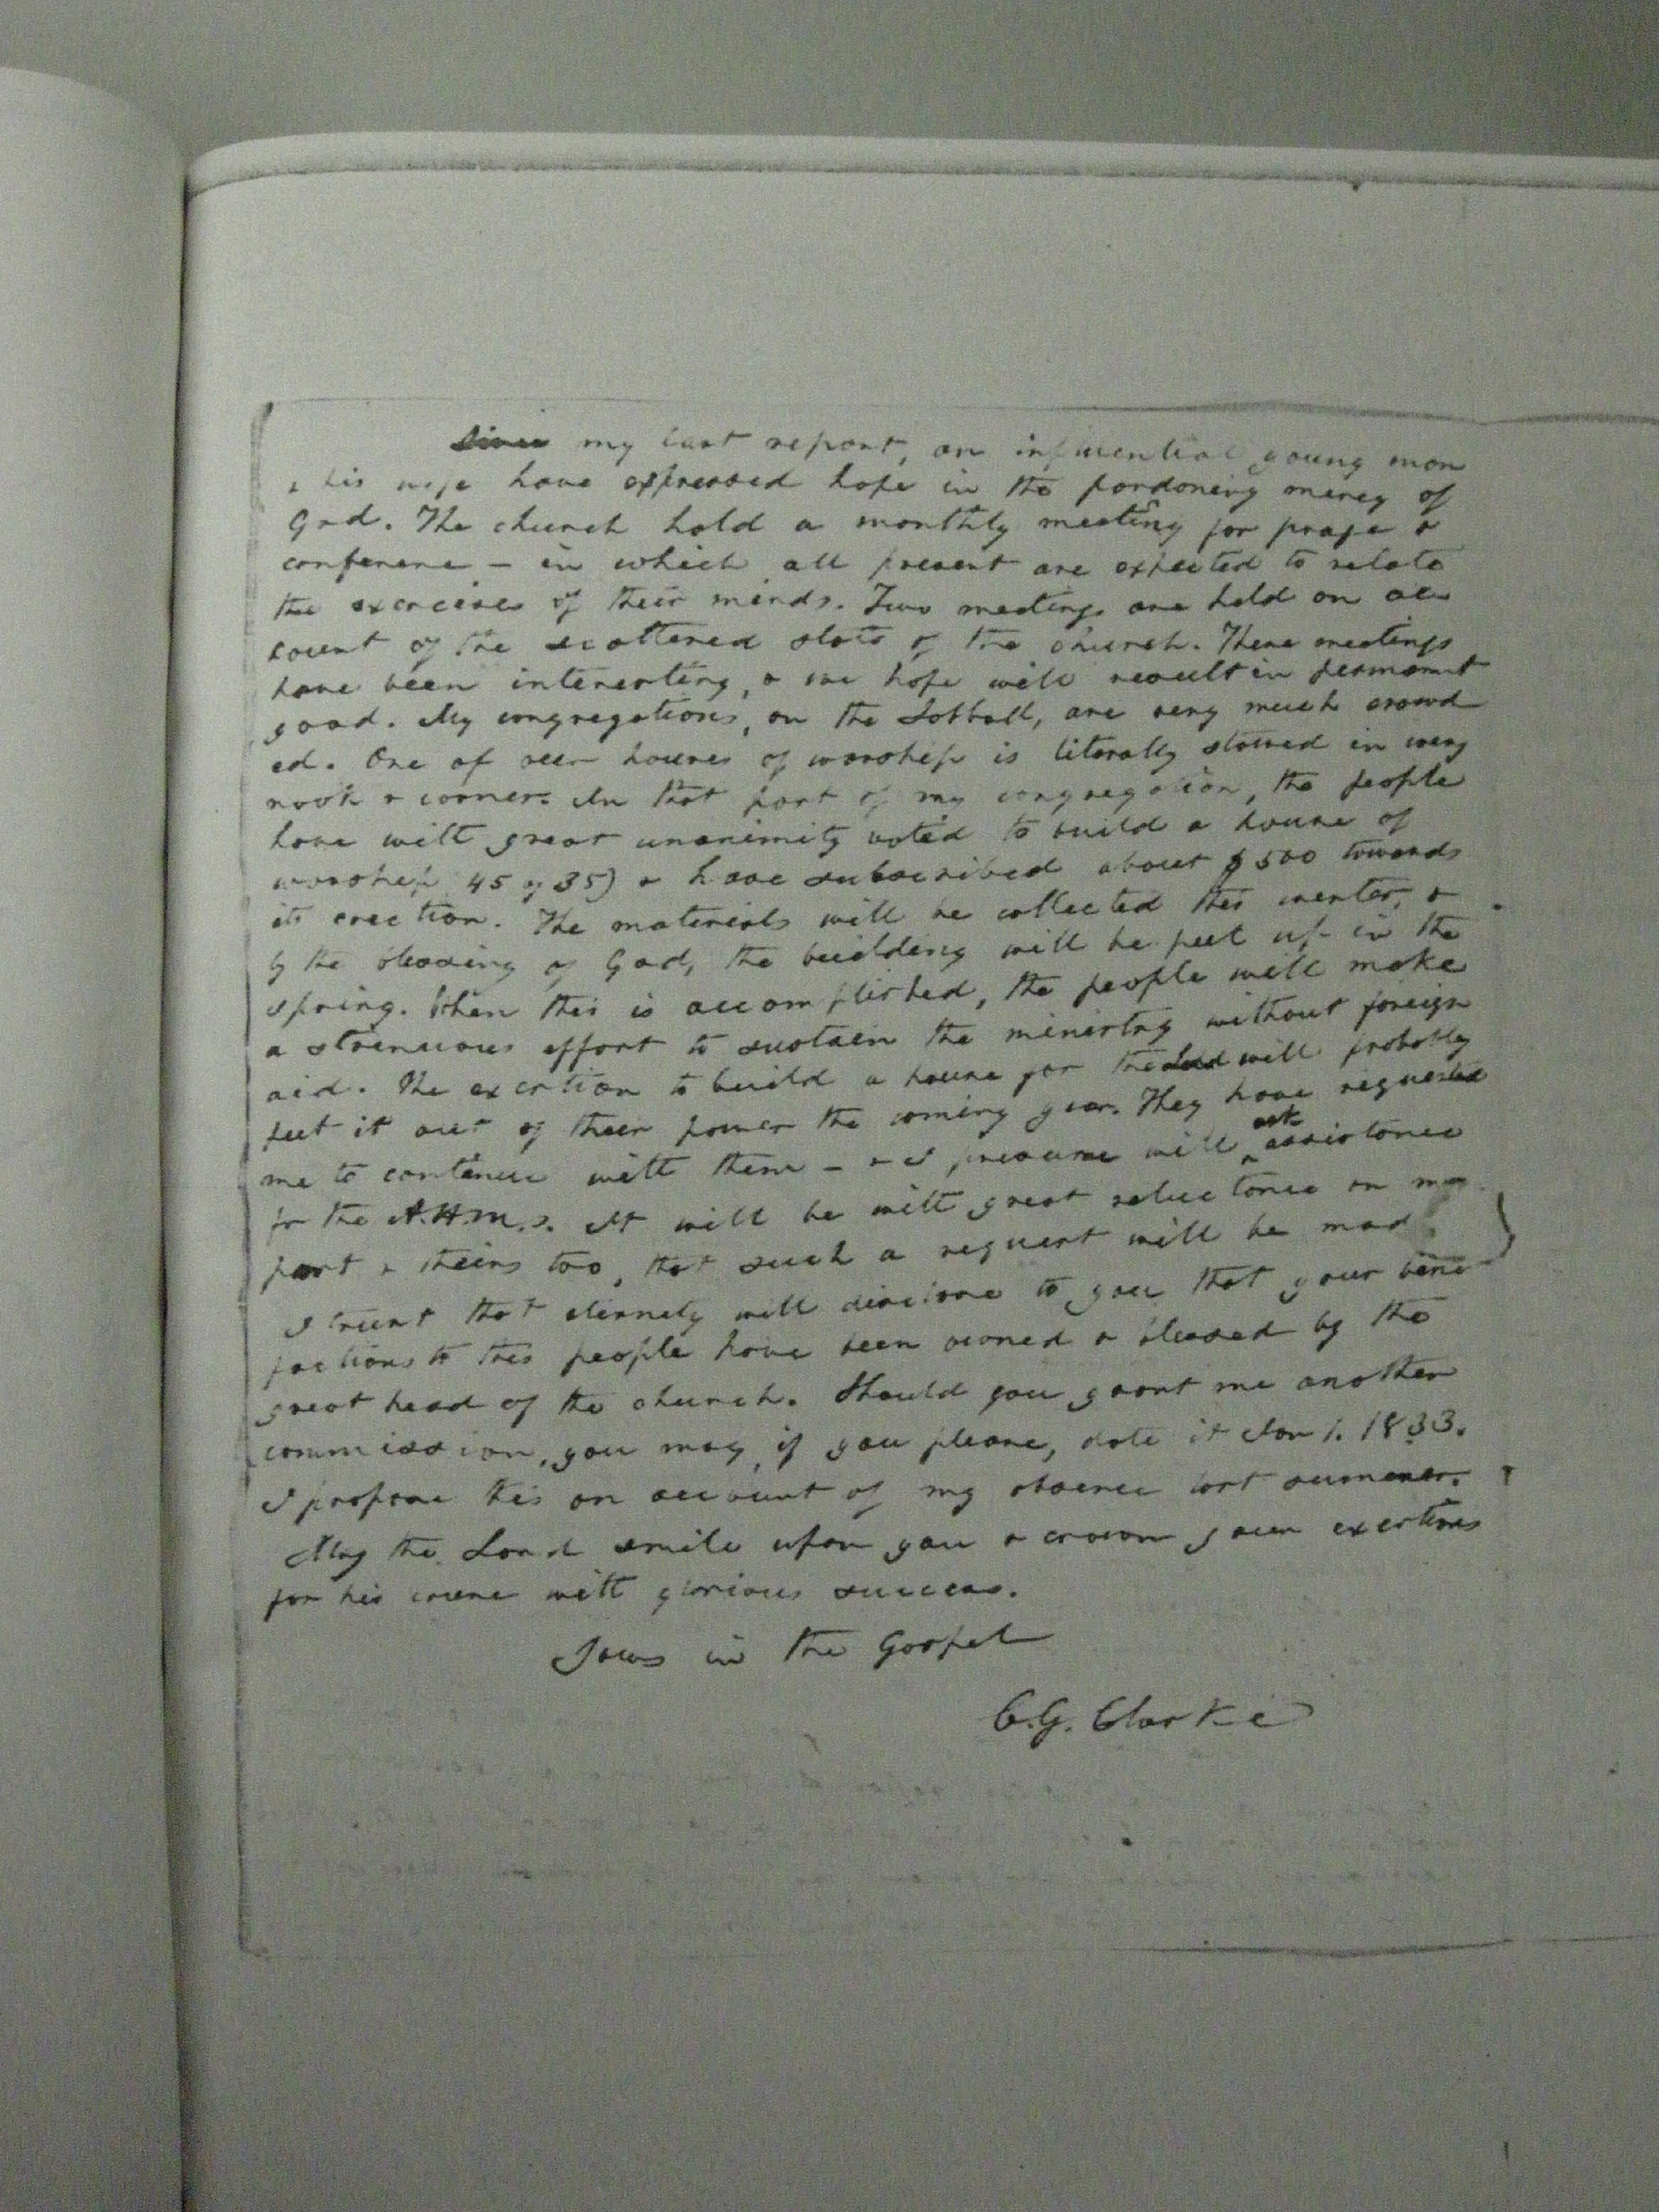 Since my last report, an influential young man
& his wife have expressed hope in the pardoning mercy of
God. The church hold a monthly meeting for praye &
conference - in which all present are expected to relate
the exercises of their minds. Two meetings are held on ac
count of the scattered state of the church. These meetings
have been interesting, & we hope will result in permanent
good. My congregations, on the Sabbath, are very much crowd
ed. One of our houses of worship is literally stowed in every
nook & corner. In that part of my congregation, the people
have with great unanimity voted to build a house of
worship 45 by 35) & have subscribed about $500 towards
its erection. The materials will be collected this winter, &
by the blessing of God, the building will be put up in the
spring. When this is accomplished, the people will make
a strenuous effort to sustain the ministry without foreign
aid. The exertion to build a house for the Lord will probably
put it out of their power the coming year. They have requested
me to continue with them - & I presume will ask assistance
fr the A.H.M.S. It will be with great reluctance on my
part & theirs too, that such a request will be mad
I trust that eternity will disclose to you that your bene
factions to this people have been owned & blessed by the
great head of the church. Should you grant me another
commission, you may, if you please, date it Jan 1. 1833.
I propose this on account of my absence last summer.
May the Lord smile upon you & crown your exertions
for his cause with glorious success.
Yours in the Gospel
C.G. Clarke